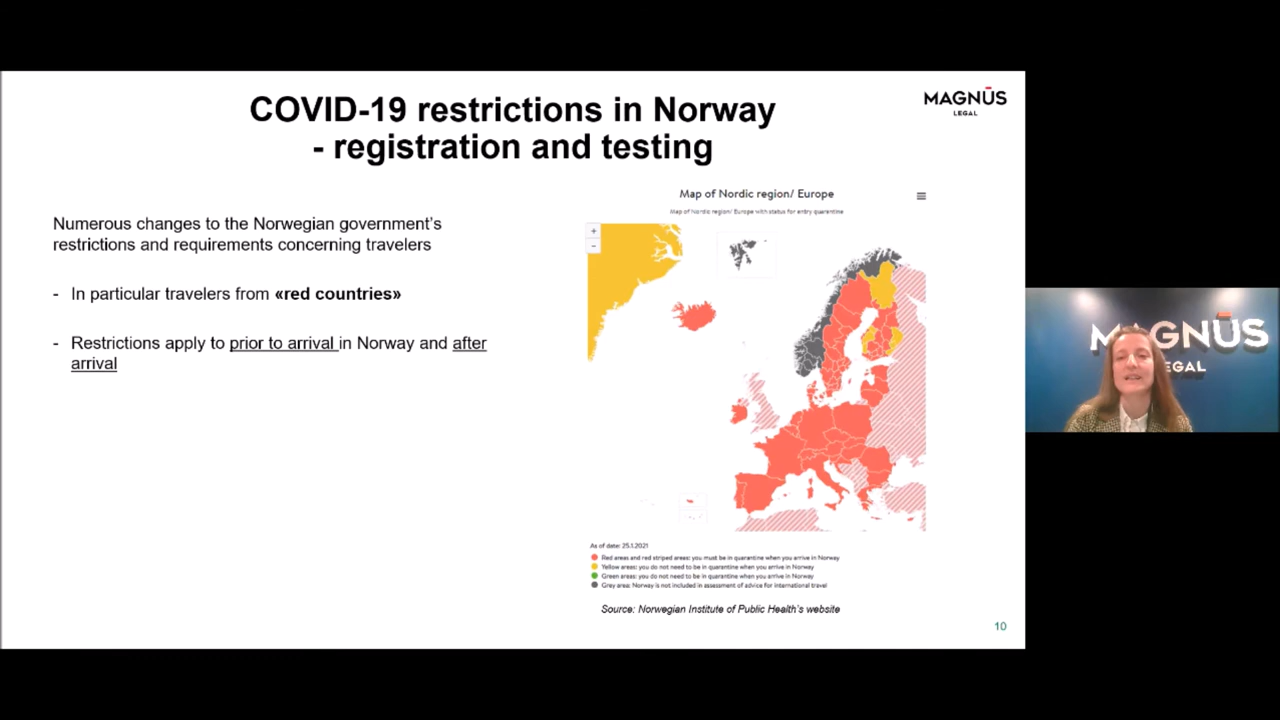 COVID-19 restrictions in Norway
- registration and testing
MAGNUS
LEGAL
Numerous changes to the Norwegian government's
restrictions and requirements concerning travelers
- In particular travelers from «red countries»
- Restrictions apply to prior to arrival in Norway and after
arrival
Map of Nordic region/ Europe
Map of Nordic region/ Europe with status for entry quarantine
+
-
As of date: 25.1.2021
Red areas and red striped areas: you must be in quarantine when you arrive in Norway
Yellow areas: you do not need to be in quarantine when you arrive in Norway
Green areas: you do not need to be in quarantine when you arrive in Norway
Grey area: Norway is not included in assessment of advice for international travel
Source: Norwegian Institute of Public Health's website
10
MAGNUS
EGAL